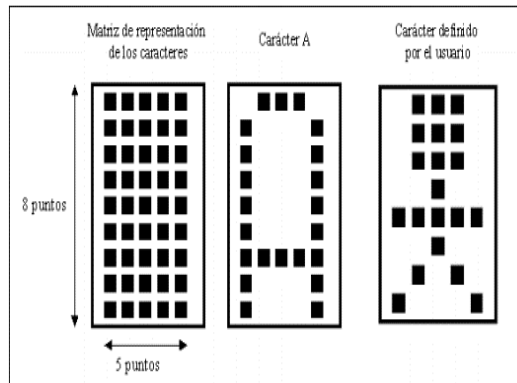 Matriz de representación
de los caracteres
Carácter A
Carácter definido
por el usuario
8 puntos
5 puntos